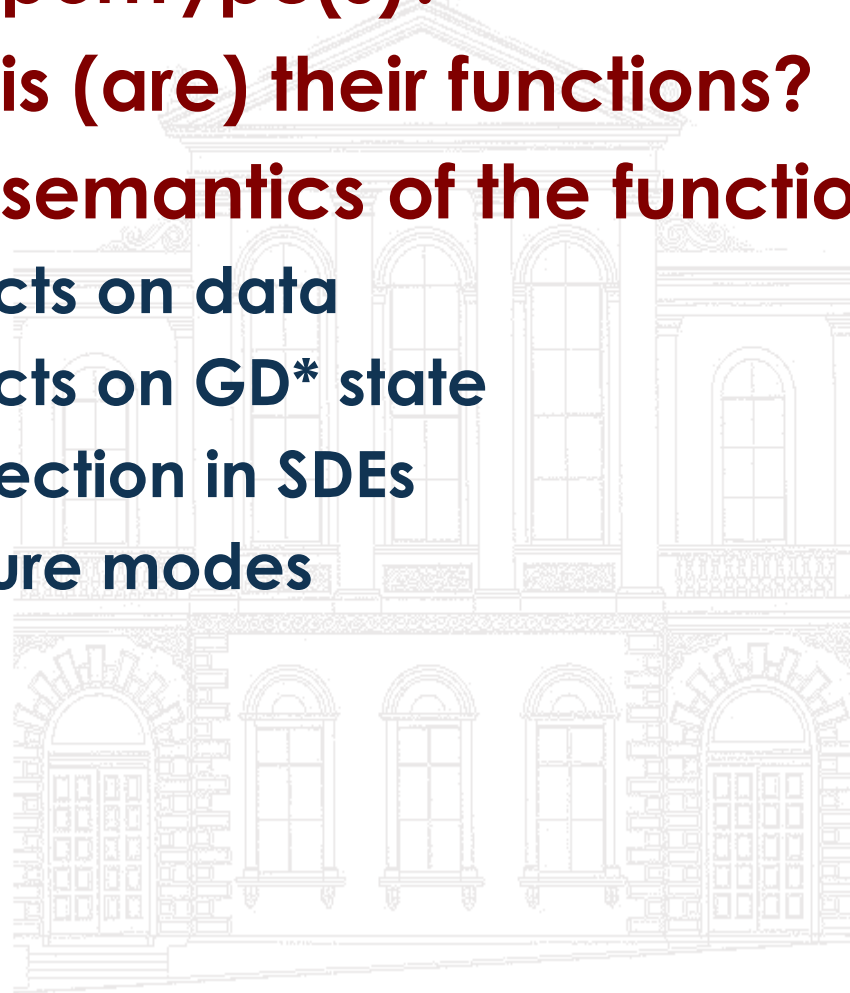 portType(s)?
is (are) their functions?
semantics of the functio
cts on data
cts on GD* state
ection in SDEs
ure modes